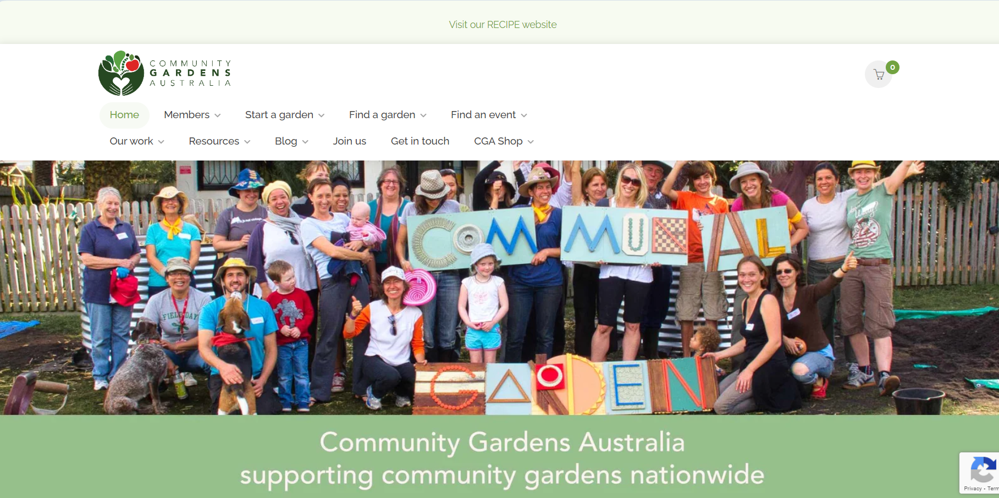 Visit our RECIPE website
COMMUNITY
GARDENS
AUSTRALIA
0
Home Members Start a garden Find a garden Find an event
Our work Resources Blog Join us Get in touch CGA Shop
COMMUNAL
FIELD DAY
GARDEN
Community Gardens Australia
supporting community gardens nationwide
Privacy - Term